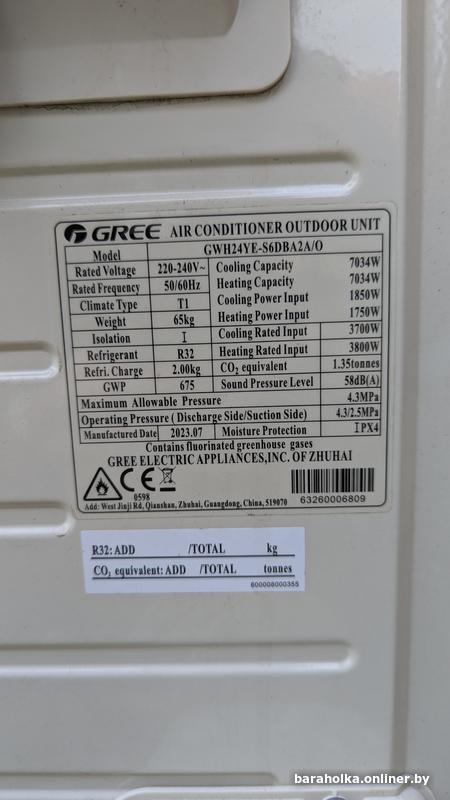 GREE AIR CONDITIONER OUTDOOR UNIT
Model GWH24YE-S6DBA2A/O
Rated Voltage 220-240V~ Cooling Capacity 7034W
Rated Frequency 50/60Hz Heating Capacity 7034W
Climate Type T1 Cooling Power Input 1850W
Weight 65kg Heating Power Input 1750W
Isolation I Cooling Rated Input 3700W
Refrigerant R32 Heating Rated Input 3800W
Refri. Charge 2.00kg CO2 equivalent 1.35tonnes
GWP 675 Sound Pressure Level 58dB(A)
Maximum Allowable Pressure 4.3MPa
Operating Pressure ( Discharge Side/Suction Side) 4.3/2.5MPa
Manufactured Date 2023.07 Moisture Protection IPX4
Contains fluorinated greenhouse gases
GREE ELECTRIC APPLIANCES,INC. OF ZHUHAI
CE
0598
Add: West Jinji Rd, Qianshan, Zhuhai, Guangdong, China, 519070
63260006809
R32: ADD /TOTAL kg
CO2 equivalent: ADD /TOTAL tonnes
600008000355
baraholka.onliner.by